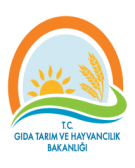 T.C.
GIDA TARIM VE HAYVANCILIK
BAKANLIĞI